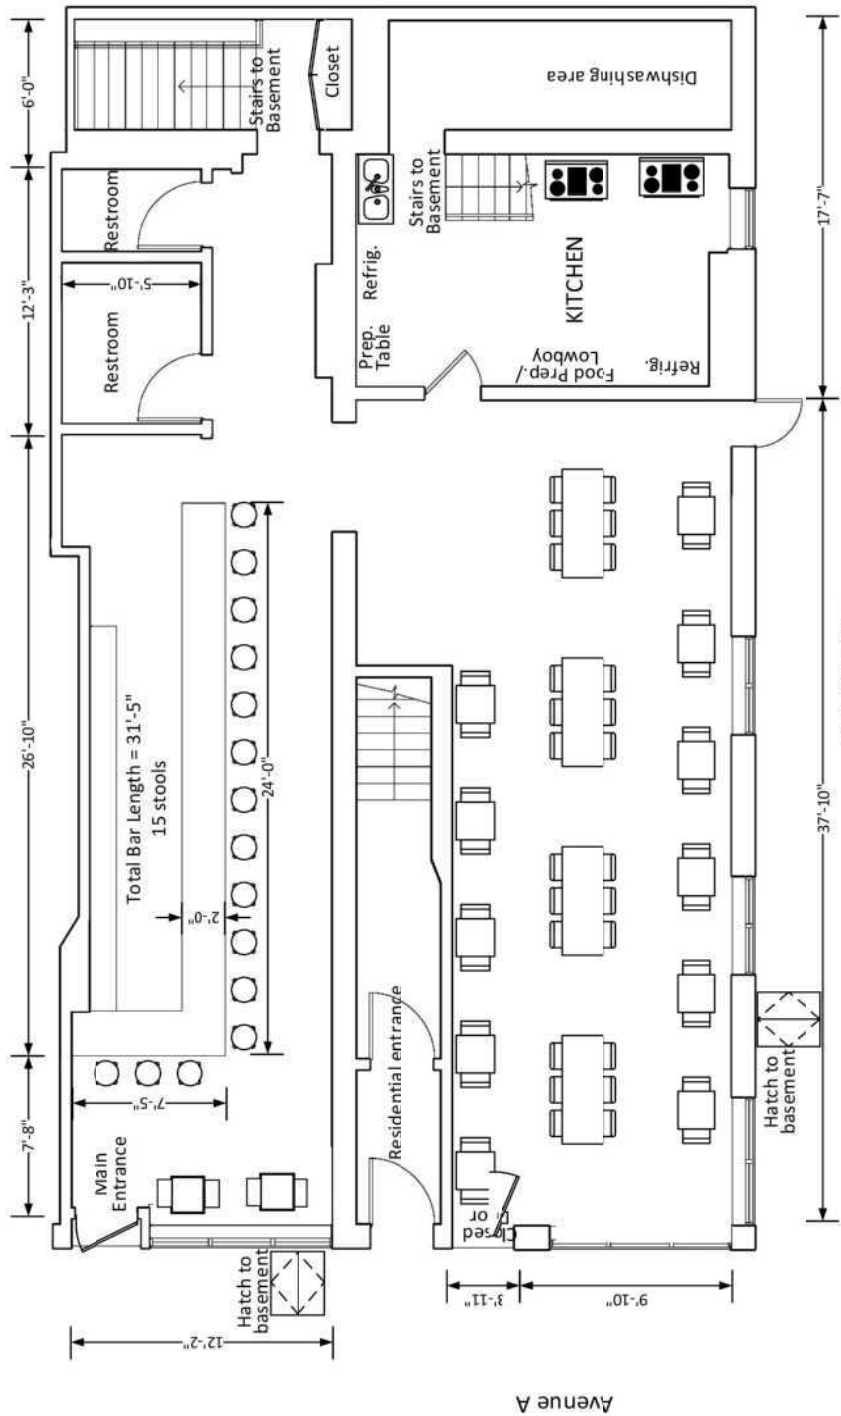 6'-0"
12'-3"
26'-10"
7'-8"
Stairs to
Basement
Closet
Restroom
5'-10"
Restroom
Dishwashing area
Stairs to
Basement
Refrig.
Prep.
Table
KITCHEN
Food Prep./
Lowboy
Refrig.
17'-7"
Total Bar Length = 31'-5"
15 stools
24'-0"
2'-0"
7'-5"
37'-10"
Residential entrance
Main
Entrance
Hatch to
basement
Closed
D or
Hatch to
basement
12'-2"
3'-11"
9'-10"
Avenue A